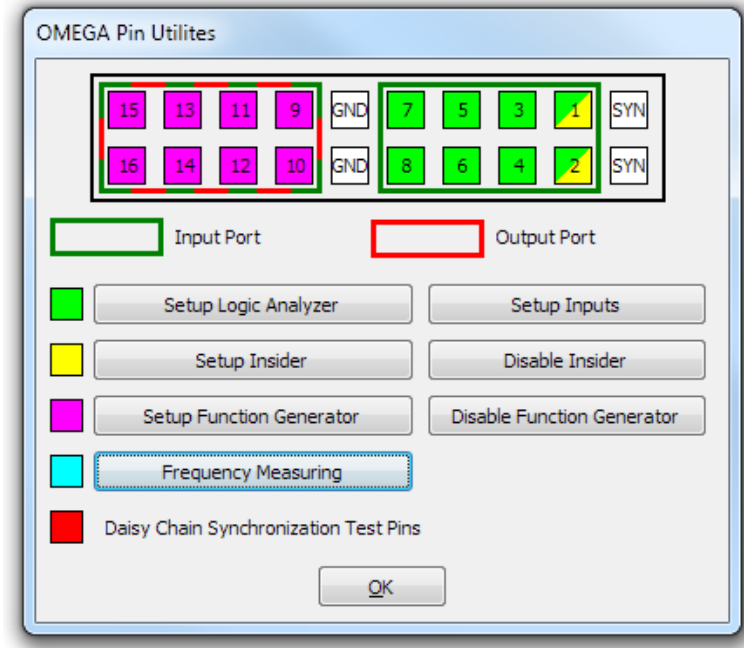 OMEGA Pin Utilites
15 13 11 9 GND 7 5 3 1 SYN
16 14 12 10 GND 8 6 4 2 SYN
Input Port Output Port
Setup Logic Analyzer Setup Inputs
Setup Insider Disable Insider
Setup Function Generator Disable Function Generator
Frequency Measuring
Daisy Chain Synchronization Test Pins
OK